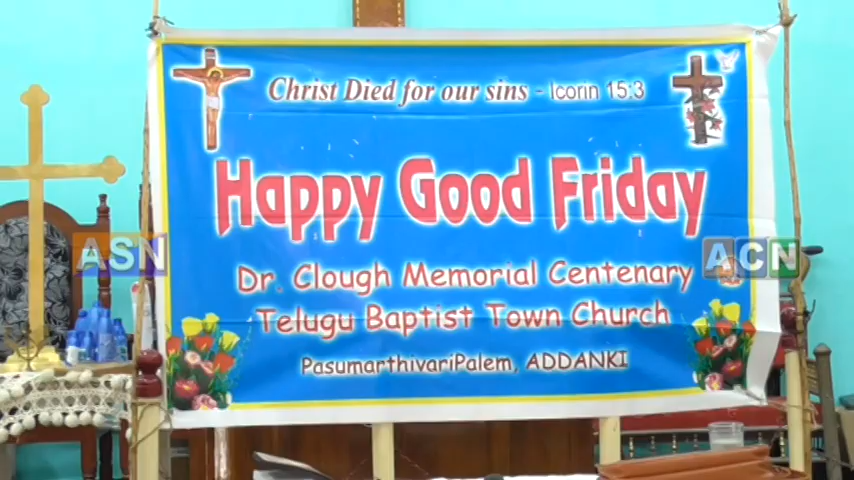 Christ Died for our sins - Icorin 15:3
Happy Good Friday
ASN
ACN
Dr. Clough Memorial Centenary
Telugu Baptist Town Church
PasumarthivariPalem, ADDANKI